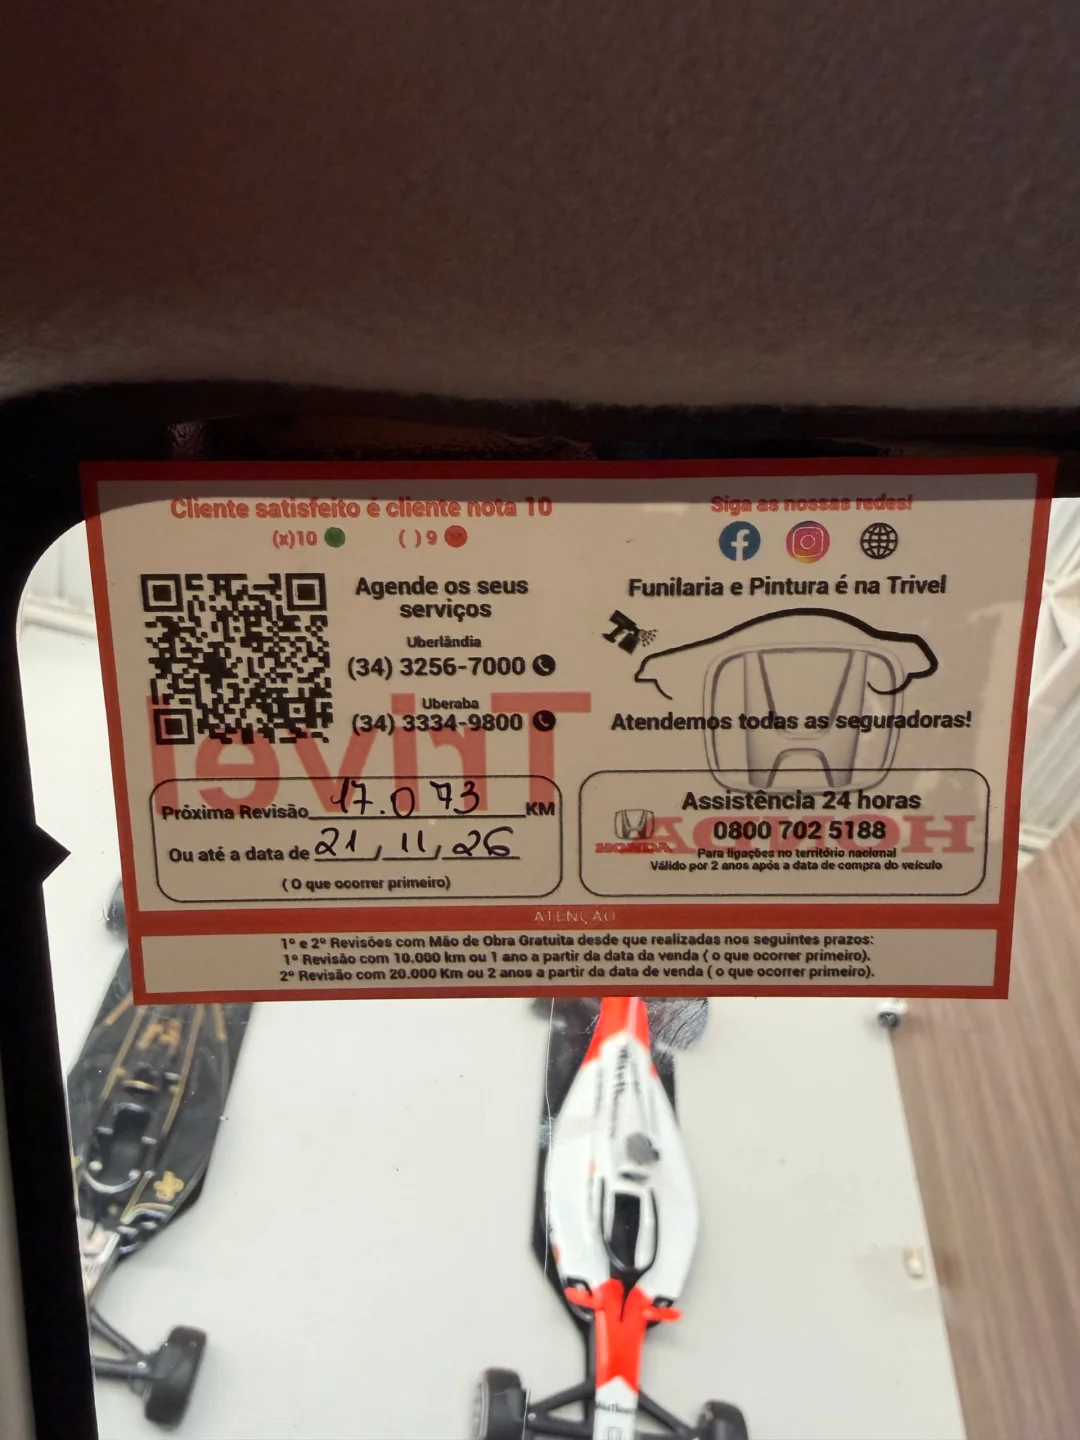 Cliente satisfeito é cliente nota 10
(x)10 ( )9
Agende os seus
serviços
Uberlândia
(34) 3256-7000
Uberaba
(34) 3334-9800
Siga as nossas redes!
Funilaria e Pintura é na Trivel
Atendemos todas as seguradoras!
Trivel
Próxima Revisão 17.073 KM
Ou até a data de 21, 11, 26
( O que ocorrer primeiro)
Assistência 24 horas
0800 702 5188
HONDA
HONDA
Para ligações no território nacional
Válido por 2 anos após a data de compra do veículo
ATENÇÃO
1º e 2º Revisões com Mão de Obra Gratuita desde que realizadas nos seguintes prazos:
1º Revisão com 10.000 km ou 1 ano a partir da data da venda ( o que ocorrer primeiro).
2º Revisão com 20.000 Km ou 2 anos a partir da data de venda ( o que ocorrer primeiro).